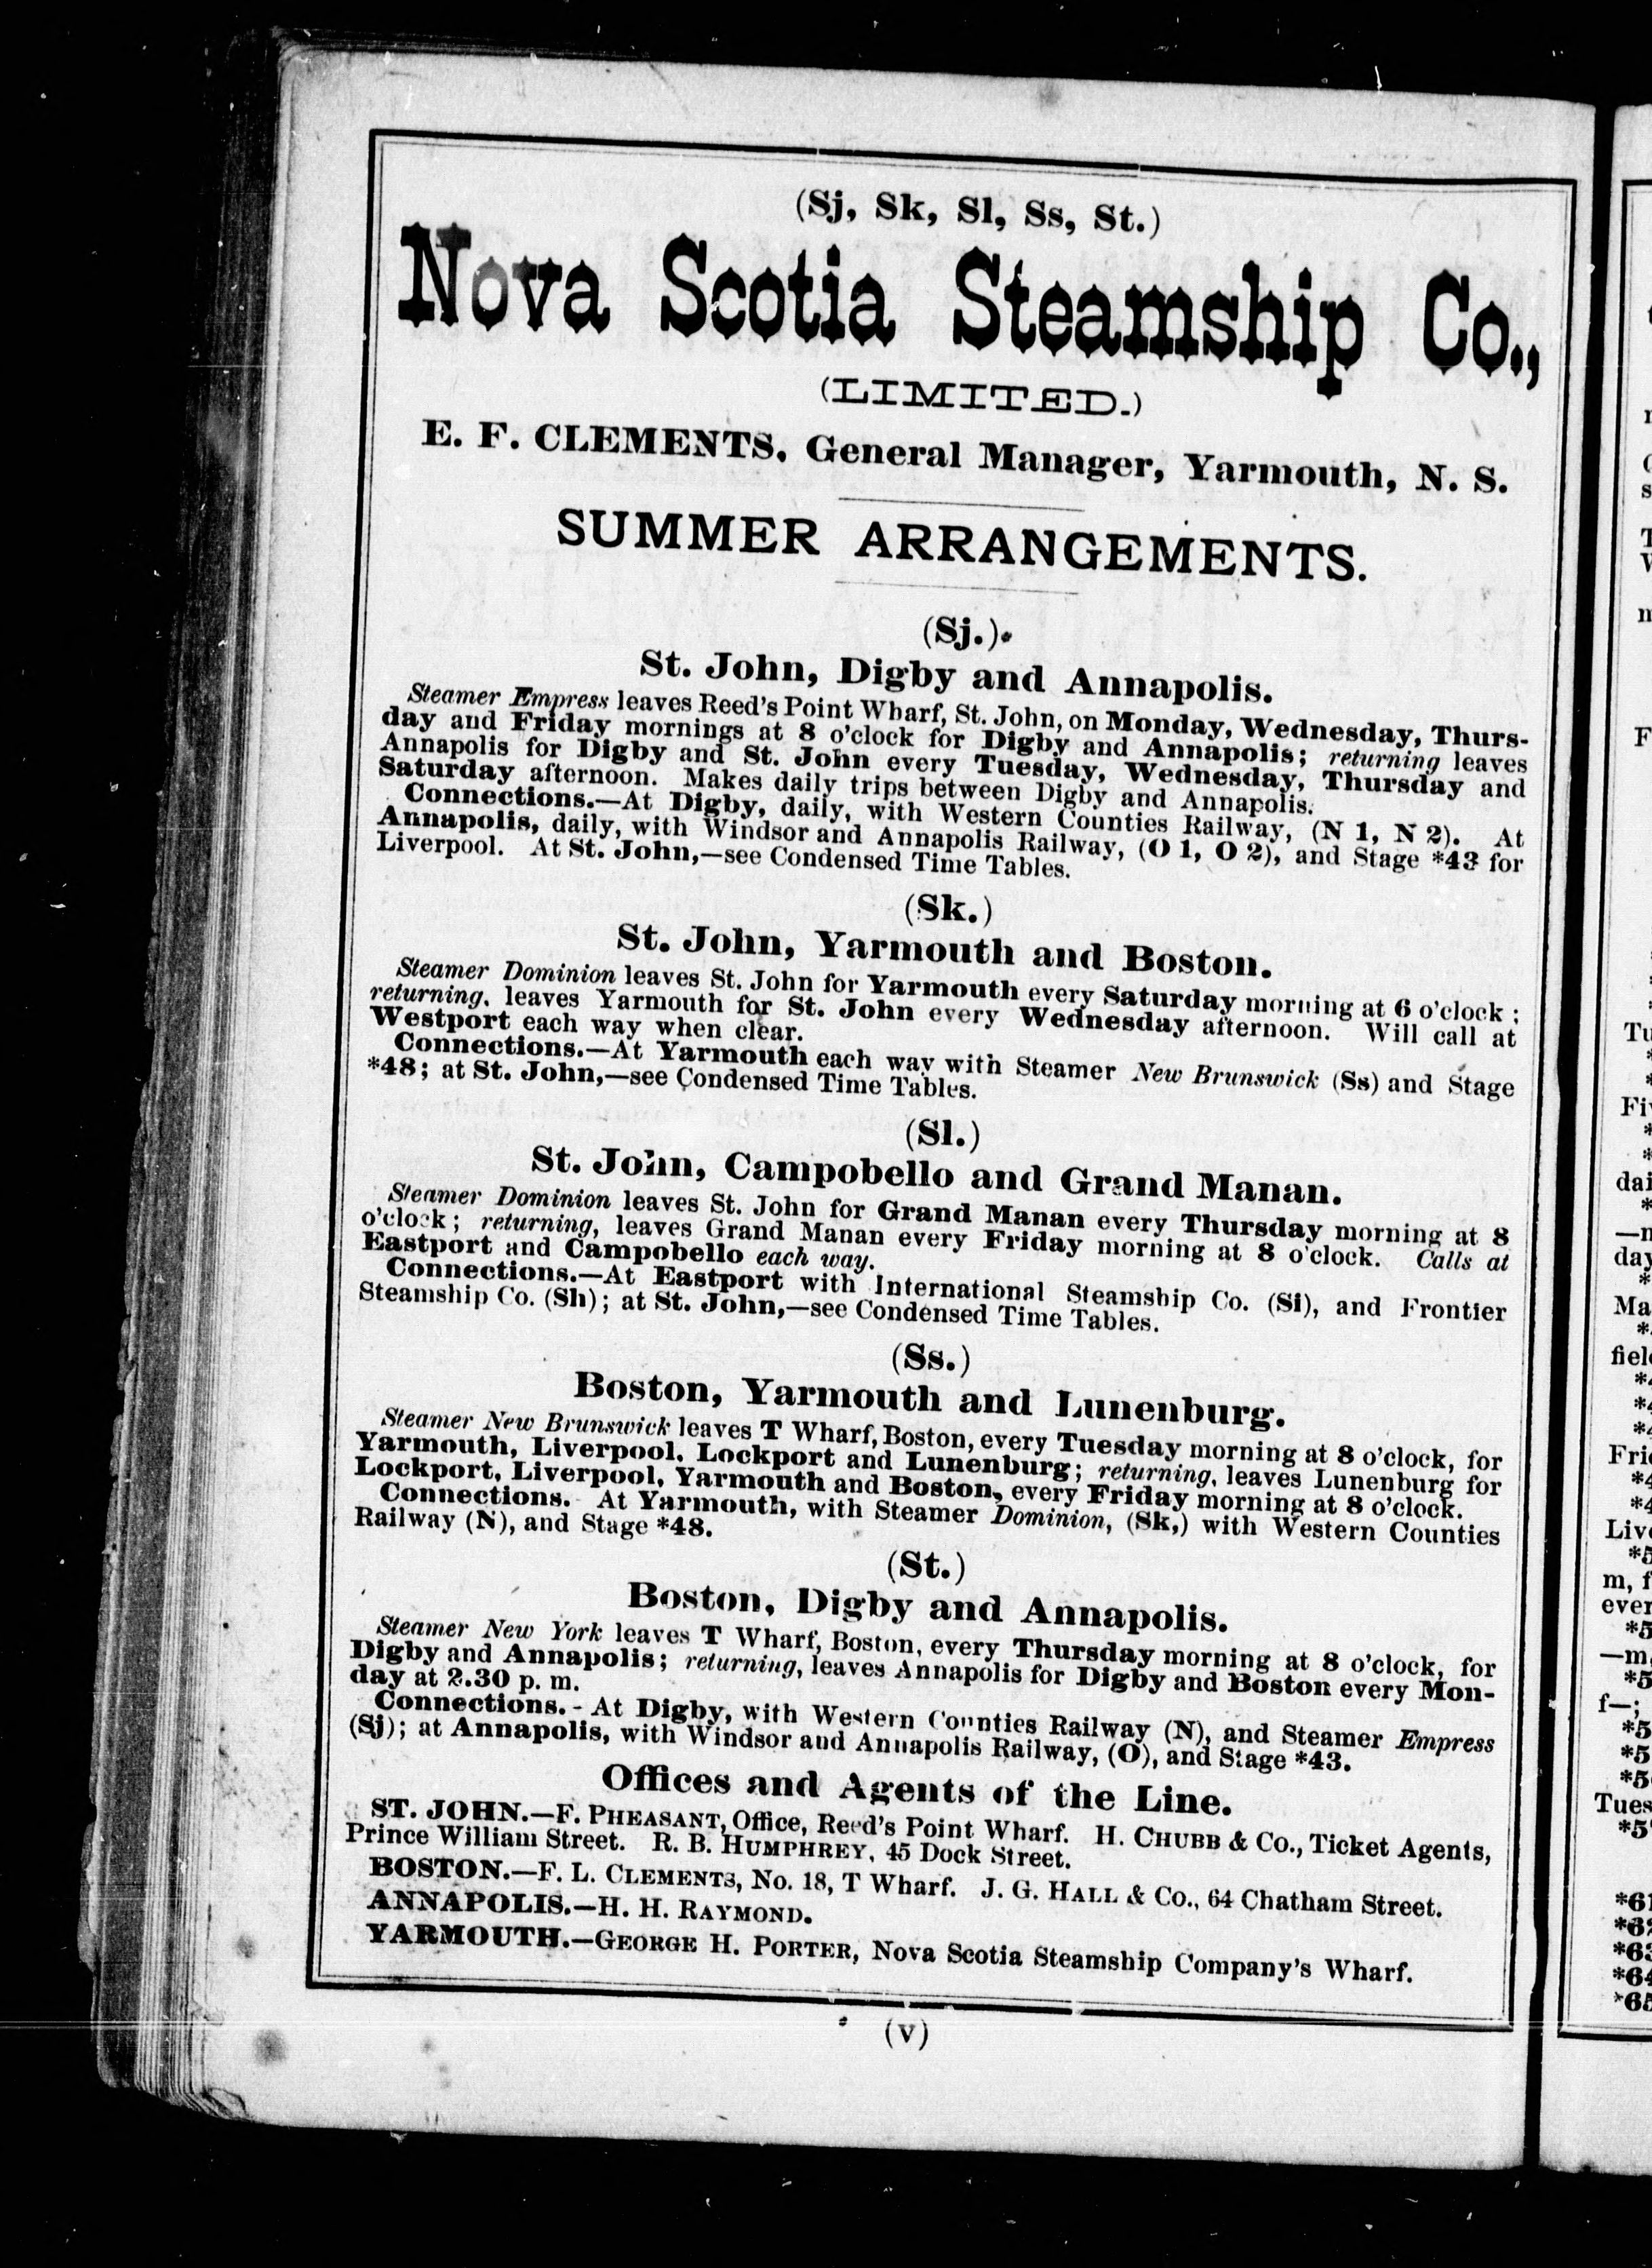 (Sj, Sk, Sl, Ss, St.)
Nova Scotia Steamship Co.,
(LIMITED.)
E. F. CLEMENTS, General Manager, Yarmouth, N. S.
SUMMER ARRANGEMENTS.
(Sj.)
St. John, Digby and Annapolis.
Steamer Empress leaves Reed's Point Wharf, St. John, on Monday, Wednesday, Thurs-
day and Friday mornings at 8 o'clock for Digby and Annapolis; returning leaves
Annapolis for Digby and St. John every Tuesday, Wednesday, Thursday and
Saturday afternoon. Makes daily trips between Digby and Annapolis.
Connections.—At Digby, daily, with Western Counties Railway, (N 1, N 2). At
Annapolis, daily, with Windsor and Annapolis Railway, (O 1, O 2), and Stage *43 for
Liverpool. At St. John,—see Condensed Time Tables.
(Sk.)
St. John, Yarmouth and Boston.
Steamer Dominion leaves St. John for Yarmouth every Saturday morning at 6 o'clock;
returning, leaves Yarmouth for St. John every Wednesday afternoon. Will call at
Westport each way when clear.
Connections.—At Yarmouth each way with Steamer New Brunswick (Ss) and Stage
*48; at St. John,—see Condensed Time Tables.
(Sl.)
St. John, Campobello and Grand Manan.
Steamer Dominion leaves St. John for Grand Manan every Thursday morning at 8
o'clock; returning, leaves Grand Manan every Friday morning at 8 o'clock. Calls at
Eastport and Campobello each way.
Connections.—At Eastport with International Steamship Co. (Si), and Frontier
Steamship Co. (Sh); at St. John,—see Condensed Time Tables.
(Ss.)
Boston, Yarmouth and Lunenburg.
Steamer New Brunswick leaves T Wharf, Boston, every Tuesday morning at 8 o'clock, for
Yarmouth, Liverpool, Lockport and Lunenburg; returning, leaves Lunenburg for
Lockport, Liverpool, Yarmouth and Boston, every Friday morning at 8 o'clock.
Connections. - At Yarmouth, with Steamer Dominion, (Sk,) with Western Counties
Railway (N), and Stage *48.
(St.)
Boston, Digby and Annapolis.
Steamer New York leaves T Wharf, Boston, every Thursday morning at 8 o'clock, for
Digby and Annapolis; returning, leaves Annapolis for Digby and Boston every Mon-
day at 2.30 p. m.
Connections. - At Digby, with Western Counties Railway (N), and Steamer Empress
(Sj); at Annapolis, with Windsor and Annapolis Railway, (O), and Stage *43.
Offices and Agents of the Line.
ST. JOHN.—F. PHEASANT, Office, Reed's Point Wharf. H. CHUBB & Co., Ticket Agents,
Prince William Street. R. B. HUMPHREY, 45 Dock Street.
BOSTON.—F. L. CLEMENTS, No. 18, T Wharf. J. G. HALL & Co., 64 Chatham Street.
ANNAPOLIS.—H. H. RAYMOND.
YARMOUTH.—GEORGE H. PORTER, Nova Scotia Steamship Company's Wharf.
(v)